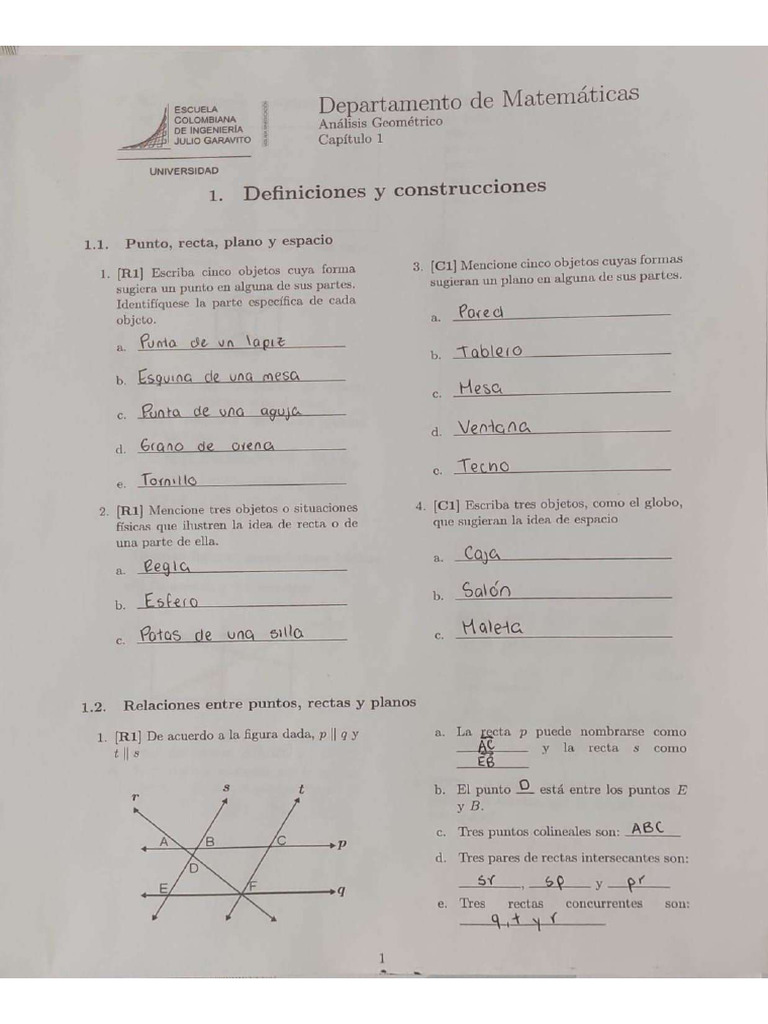 ESCUELA
COLOMBIANA
DE INGENIERÍA
JULIO GARAVITO
UNIVERSIDAD
Departamento de Matemáticas
Análisis Geométrico
Capítulo 1
1. Definiciones y construcciones
1.1. Punto, recta, plano y espacio
1. [R1] Escriba cinco objetos cuya forma
sugiera un punto en alguna de sus partes.
Identifíquese la parte específica de cada
objeto.
a. Punta de un lapiz
b. Esquina de una mesa
c. Punta de una aguja
d. Grano de arena
e. Tornillo
2. [R1] Mencione tres objetos o situaciones
físicas que ilustren la idea de recta o de
una parte de ella.
a. Regla
b. Esfero
c. Patas de una silla
3. [C1] Mencione cinco objetos cuyas formas
sugieran un plano en alguna de sus partes.
a. Pared
b. Tablero
c. Mesa
d. Ventana
e. Tecno
4. [C1] Escriba tres objetos, como el globo,
que sugieran la idea de espacio
a. Caja
b. Salón
c. Maleta
1.2. Relaciones entre puntos, rectas y planos
1. [R1] De acuerdo a la figura dada, p || q y
t || s
r
s
t
A
B
C
p
D
E
F
q
a. La recta p puede nombrarse como
AC y la recta s como
EB
b. El punto D está entre los puntos E
y B.
c. Tres puntos colineales son: ABC
d. Tres pares de rectas intersecantes son:
sr, sp y pr
e. Tres rectas concurrentes son:
q, t y r
1